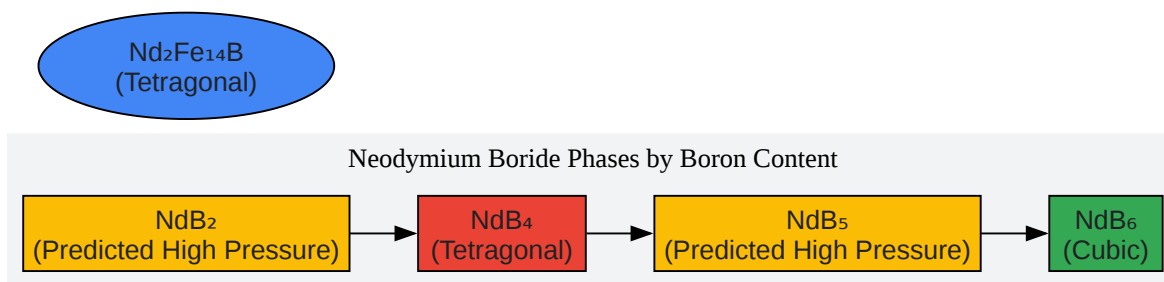 Nd₂Fe₁₄B
(Tetragonal)
Neodymium Boride Phases by Boron Content
NdB₂
(Predicted High Pressure)
NdB₄
(Tetragonal)
NdB₅
(Predicted High Pressure)
NdB₆
(Cubic)